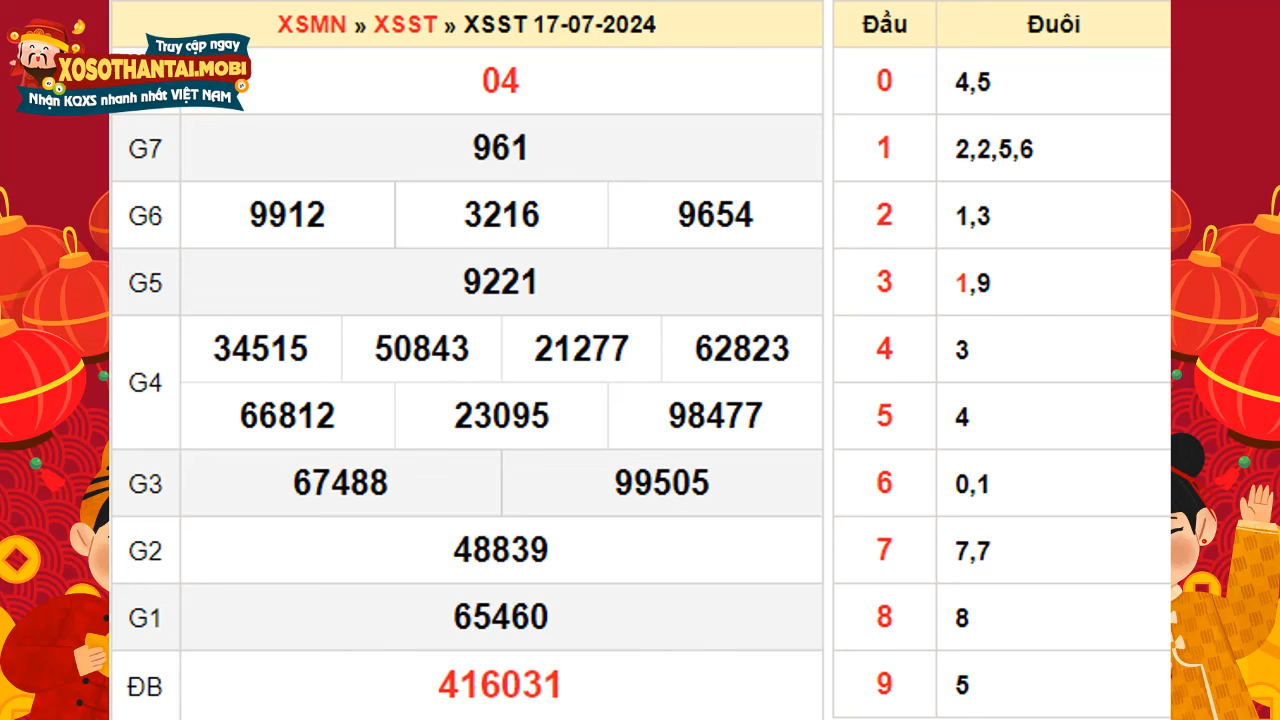 Truy cập ngay
XOSOTHANTAI.MOBI
Nhận KQXS nhanh nhất VIỆT NAM
XSMN » XSST » XSST 17-07-2024
04
G7 961
G6 9912 3216 9654
G5 9221
G4 34515 50843 21277 62823
66812 23095 98477
G3 67488 99505
G2 48839
G1 65460
ĐB 416031
Đầu Đuôi
0 4,5
1 2,2,5,6
2 1,3
3 1,9
4 3
5 4
6 0,1
7 7,7
8 8
9 5